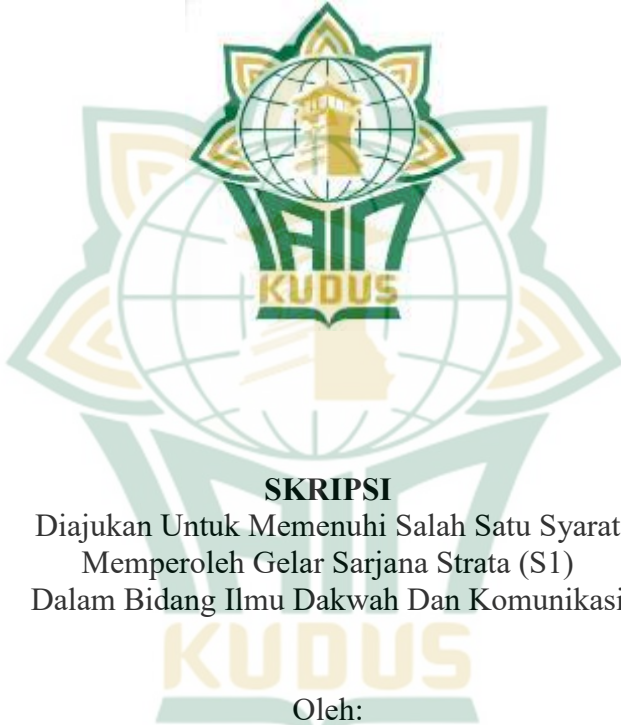 IAIN
KUDUS
SKRIPSI
Diajukan Untuk Memenuhi Salah Satu Syarat
Memperoleh Gelar Sarjana Strata (S1)
Dalam Bidang Ilmu Dakwah Dan Komunikasi
KUDUS
Oleh: